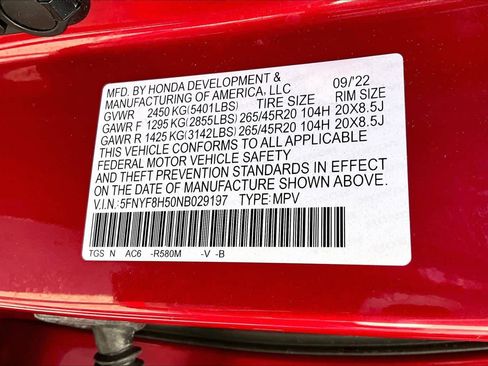 MFD. BY HONDA DEVELOPMENT & 09/'22
MANUFACTURING OF AMERICA, LLC
GVWR 2450 KG(5401LBS) TIRE SIZE RIM SIZE
GAWR F 1295 KG(2855LBS) 265/45R20 104H 20X8.5J
GAWR R 1425 KG(3142LBS) 265/45R20 104H 20X8.5J
THIS VEHICLE CONFORMS TO ALL APPLICABLE
FEDERAL MOTOR VEHICLE SAFETY
AND THEFT PREVENTION STANDARDS IN EFFECT
ON THE DATE OF MANUFACTURE SHOWN ABOVE.
V.I.N.: 5FNYF8H50NB029197 TYPE: MPV
TGS N AC6 -R580M -V -B